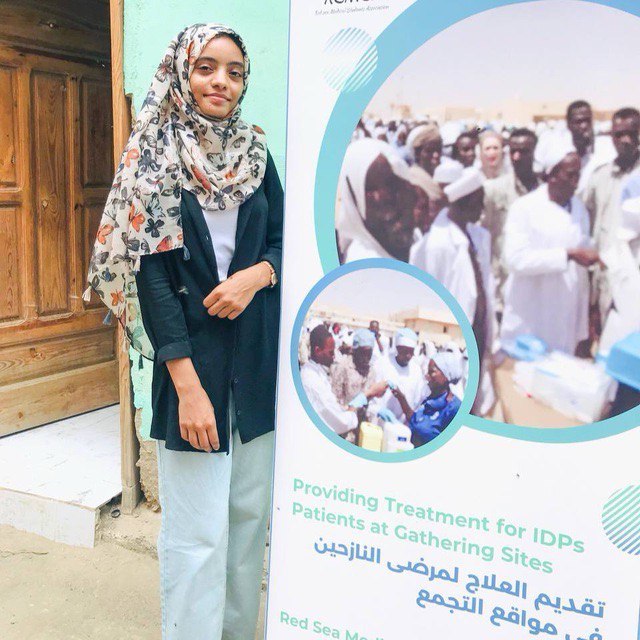 Providing Treatment for IDPs
Patients at Gathering Sites
تقديم العلاج لمرضى النازحين
في مواقع التجمع
Red Sea